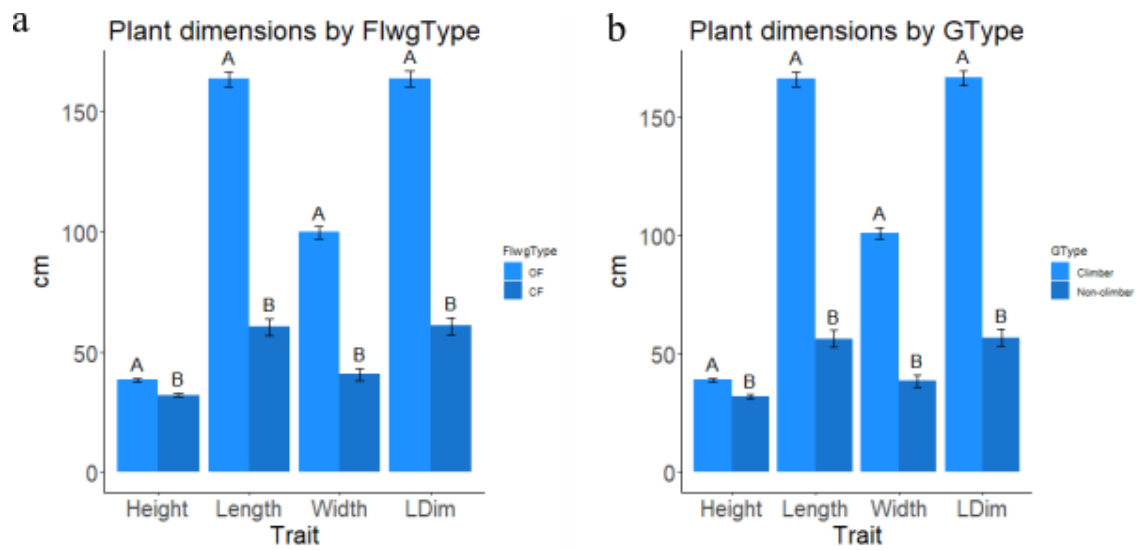 a
Plant dimensions by FlwgType
A
A
A
A
B
B
B
B
150
100
50
0
cm
Height Length Width LDim
Trait
FlwgType
OF
CF
b
Plant dimensions by GType
A
A
A
A
B
B
B
B
150
100
50
0
cm
Height Length Width LDim
Trait
GType
Climber
Non-climber